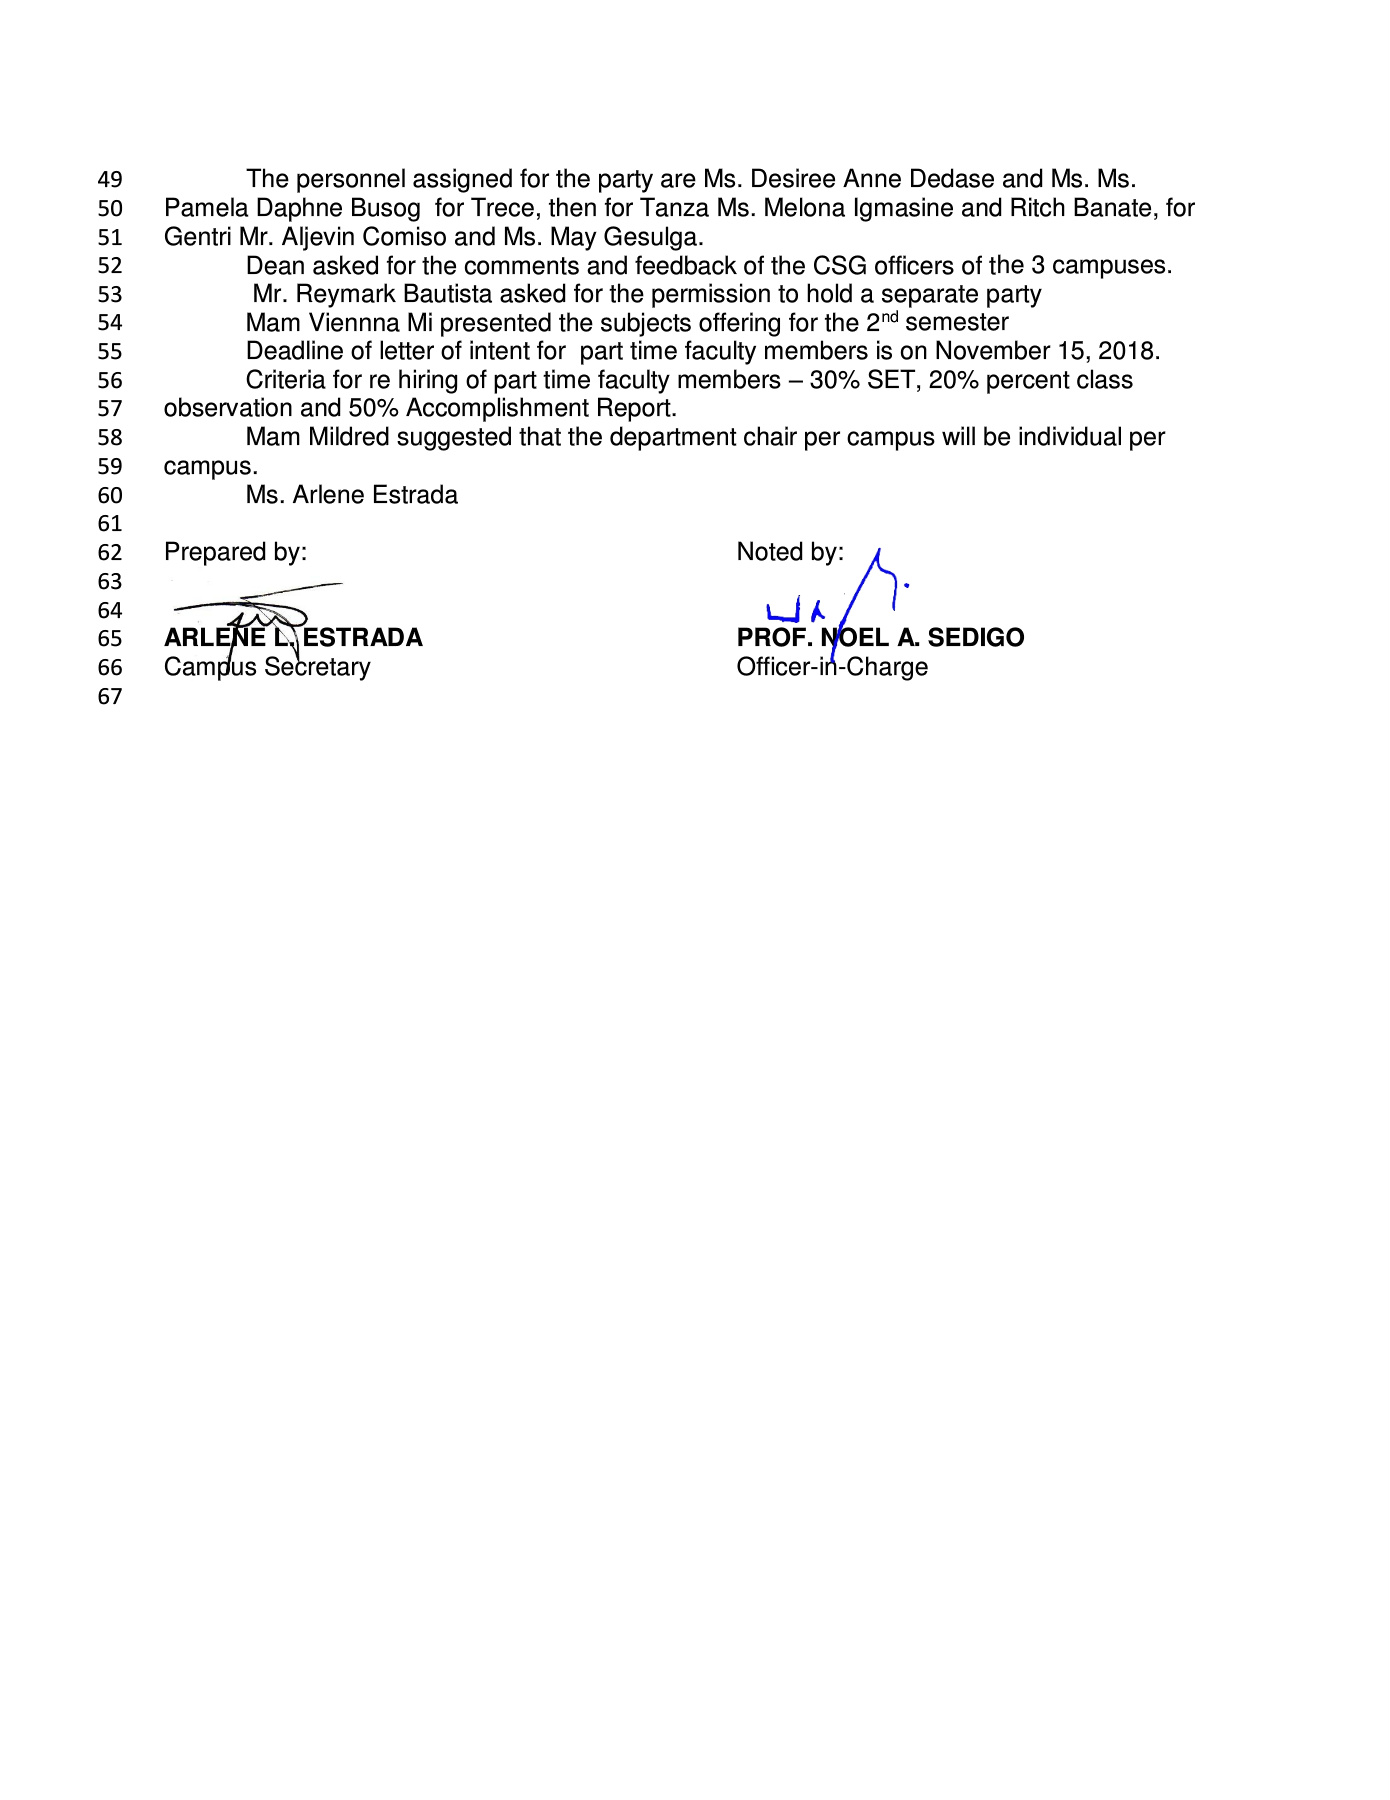 49 The personnel assigned for the party are Ms. Desiree Anne Dedase and Ms. Ms.
50 Pamela Daphne Busog  for Trece, then for Tanza Ms. Melona Igmasine and Ritch Banate, for
51 Gentri Mr. Aljevin Comiso and Ms. May Gesulga.
52 Dean asked for the comments and feedback of the CSG officers of the 3 campuses.
53 Mr. Reymark Bautista asked for the permission to hold a separate party
54 Mam Viennna Mi presented the subjects offering for the 2nd semester
55 Deadline of letter of intent for  part time faculty members is on November 15, 2018.
56 Criteria for re hiring of part time faculty members – 30% SET, 20% percent class
57 observation and 50% Accomplishment Report.
58 Mam Mildred suggested that the department chair per campus will be individual per
59 campus.
60 Ms. Arlene Estrada
61
62 Prepared by: Noted by:
63
64
65 ARLENE L. ESTRADA PROF. NOEL A. SEDIGO
66 Campus Secretary Officer-in-Charge
67